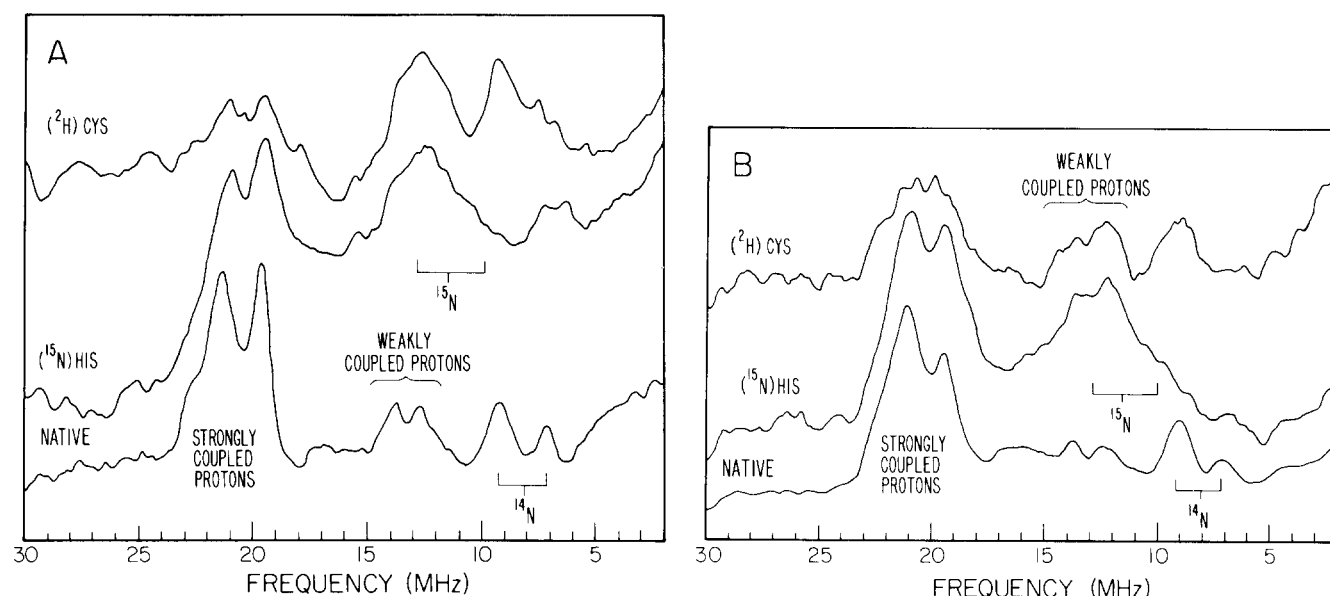 A
(²H) CYS
¹⁵N
(¹⁵N) HIS
WEAKLY
COUPLED PROTONS
NATIVE
STRONGLY
COUPLED
PROTONS
¹⁴N
30 25 20 15 10 5
FREQUENCY (MHz)
B
WEAKLY
COUPLED PROTONS
(²H) CYS
(¹⁵N) HIS
¹⁵N
NATIVE
STRONGLY
COUPLED
PROTONS
¹⁴N
30 25 20 15 10 5
FREQUENCY (MHz)